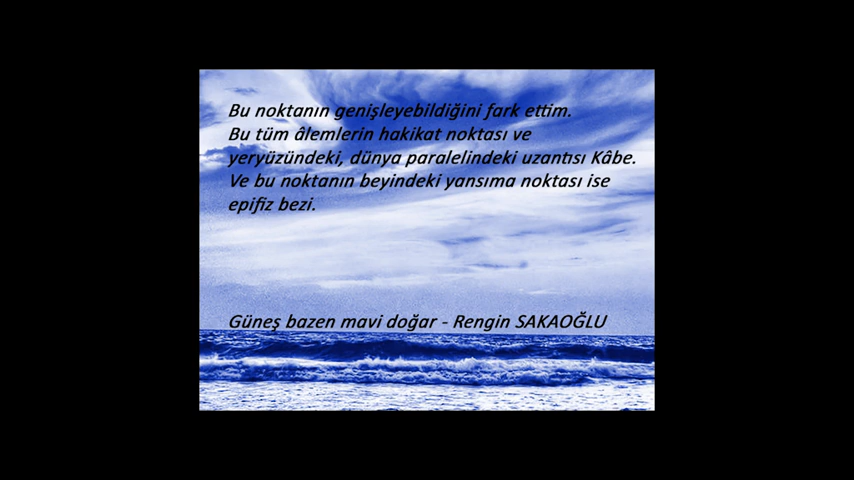 Bu noktanın genişleyebildiğini fark ettim.
Bu tüm âlemlerin hakikat noktası ve
yeryüzündeki, dünya paralelindeki uzantısı Kâbe.
Ve bu noktanın beyindeki yansıma noktası ise
epifiz bezi.
Güneş bazen mavi doğar - Rengin SAKAOĞLU